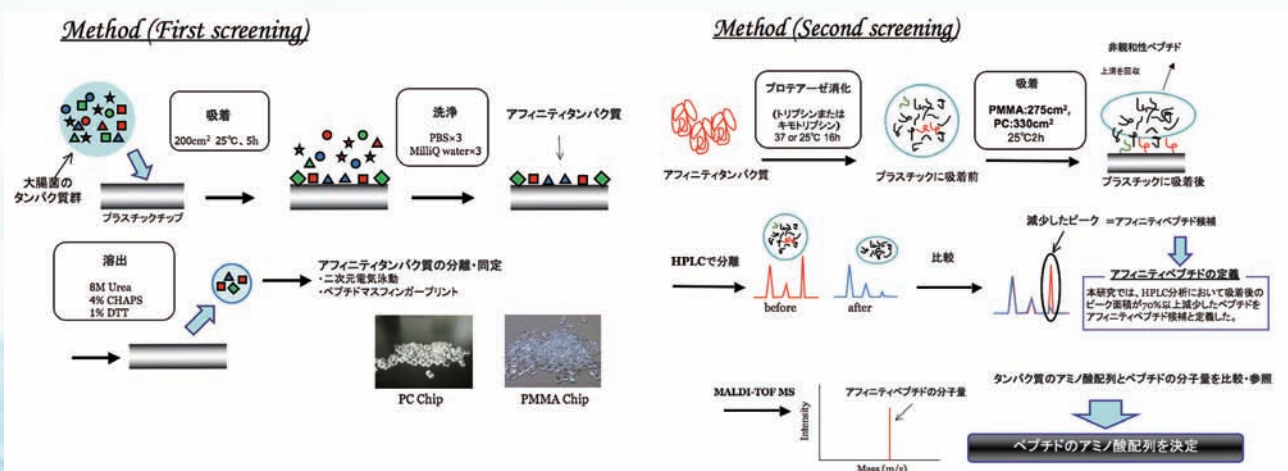 Method (First screening)
吸着
200cm² 25℃、5h
洗浄
PBS×3
MilliQ water×3
アフィニティタンパク質
大腸菌の
タンパク質群
プラスチックチップ
溶出
8M Urea
4% CHAPS
1% DTT
アフィニティタンパク質の分離・同定
・二次元電気泳動
・ペプチドマスフィンガープリント
PC Chip
PMMA Chip
Method (Second screening)
非親和性ペプチド
上清を回収
プロテアーゼ消化
(トリプシンまたは
キモトリプシン)
37 or 25℃ 16h
吸着
PMMA:275cm²,
PC:330cm²
25℃2h
アフィニティタンパク質
プラスチックに吸着前
プラスチックに吸着後
HPLCで分離
before
after
比較
減少したピーク =アフィニティペプチド候補
アフィニティペプチドの定義
本研究では、HPLC分析において吸着後の
ピーク面積が70%以上減少したペプチドを
アフィニティペプチド候補と定義した。
MALDI-TOF MS
Intensity
アフィニティペプチドの分子量
Mass (m/z)
タンパク質のアミノ酸配列とペプチドの分子量を比較・参照
ペプチドのアミノ酸配列を決定